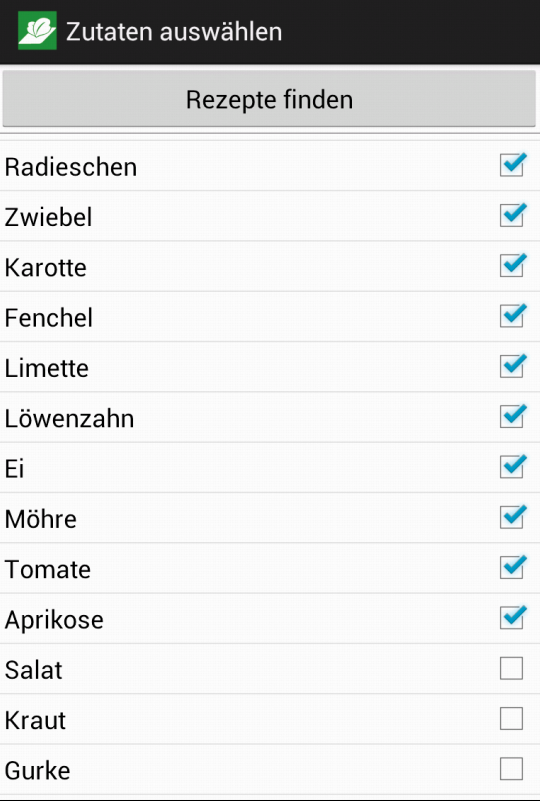 Zutaten auswählen
Rezepte finden
Radieschen
Zwiebel
Karotte
Fenchel
Limette
Löwenzahn
Ei
Möhre
Tomate
Aprikose
Salat
Kraut
Gurke